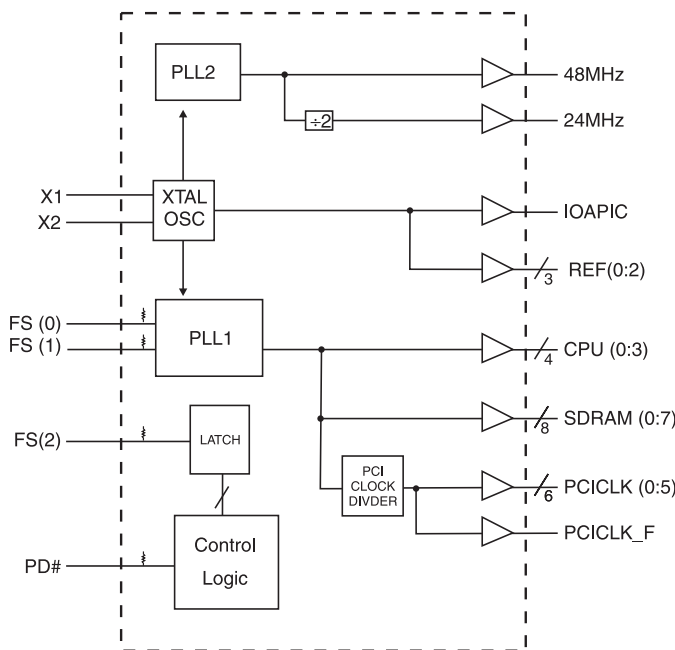 PLL2
48MHz
÷2
24MHz
X1
X2
XTAL
OSC
IOAPIC
REF(0:2)
3
FS (0)
FS (1)
PLL1
CPU (0:3)
4
FS(2)
LATCH
SDRAM (0:7)
8
PCI
CLOCK
DIVDER
PCICLK (0:5)
6
PCICLK_F
PD#
Control
Logic